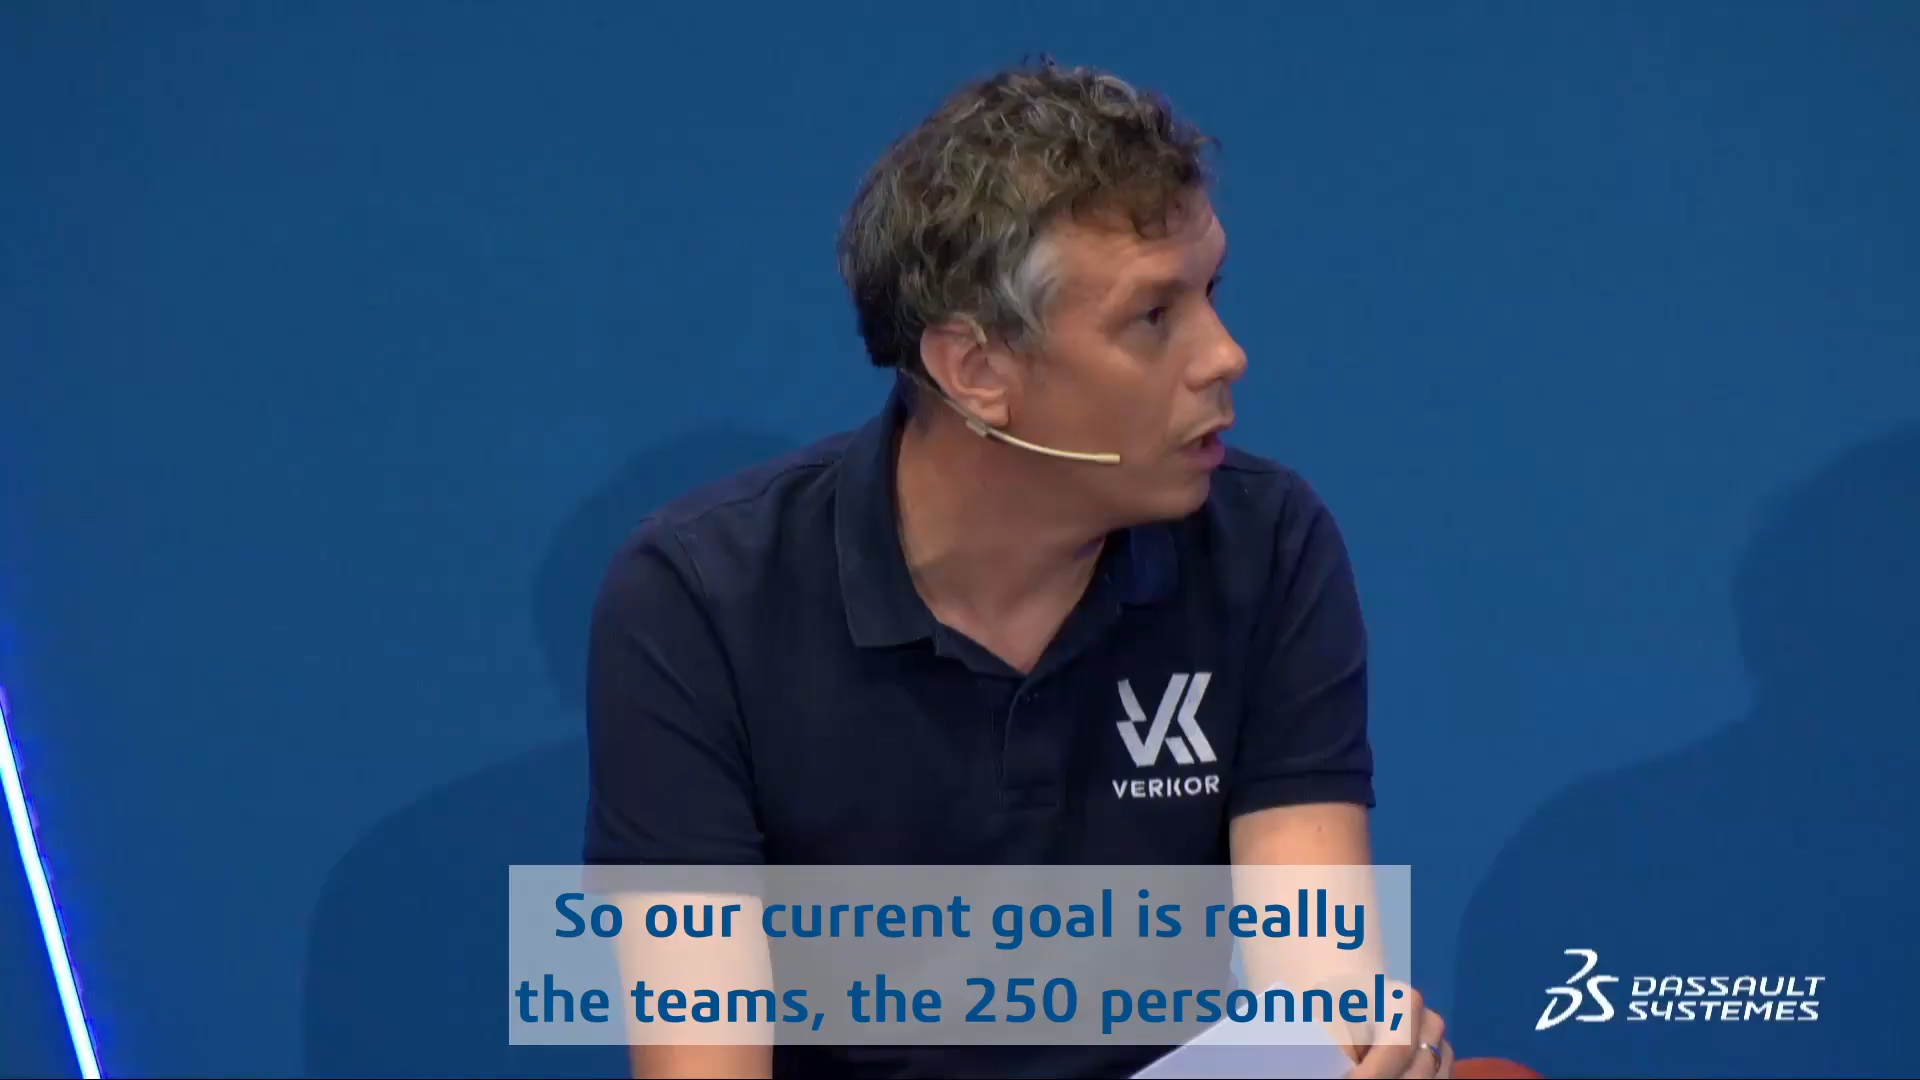 VERKOR
So our current goal is really
the teams, the 250 personnel;
DASSAULT
SYSTEMES